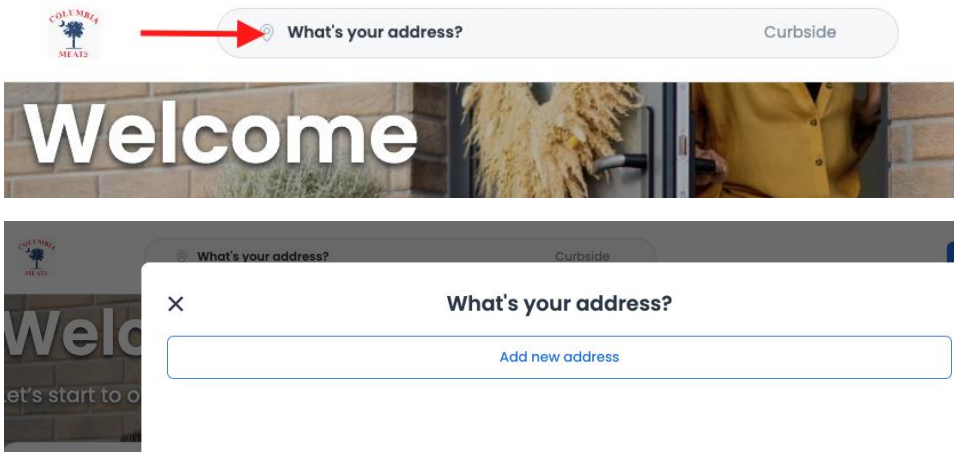 COLUMBIA
MEATS
What's your address?
Curbside
Welcome
COLUMBIA
MEATS
What's your address?
Curbside
Welc
What's your address?
Add new address
et's start to o